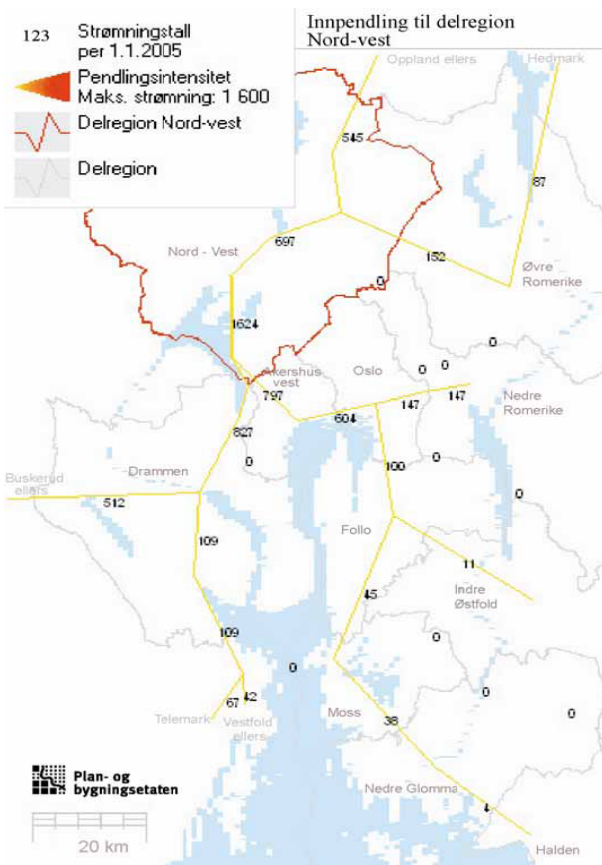 123
Strømningstall
per 1.1.2005
Pendlingsintensitet
Maks. strømning: 1 600
Delregion Nord-vest
Delregion
Innpendling til delregion
Nord-vest
Oppland ellers
Hedmark
545
87
697
Nord - Vest
152
Øvre
Romerike
0
1624
0
Akershus
vest
Oslo
0
0
797
147
147
Nedre
Romerike
604
827
0
100
0
Drammen
Buskerud
ellers
512
0
Follo
109
11
Indre
Østfold
45
109
0
0
0
42
67
0
Telemark
Vestfold
ellers
Moss
38
Plan- og
bygningsetaten
Nedre Glomma
4
20 km
Halden